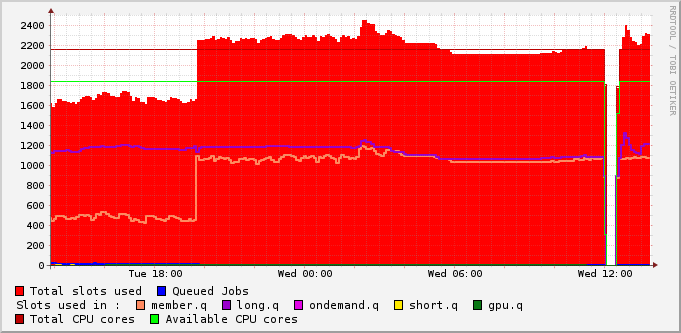 RRDTOOL / TOBI OETIKER
2400
2200
2000
1800
1600
1400
1200
1000
800
600
400
200
0
Tue 18:00 Wed 00:00 Wed 06:00 Wed 12:00
Total slots used Queued Jobs
Slots used in : member.q long.q ondemand.q short.q gpu.q
Total CPU cores Available CPU cores